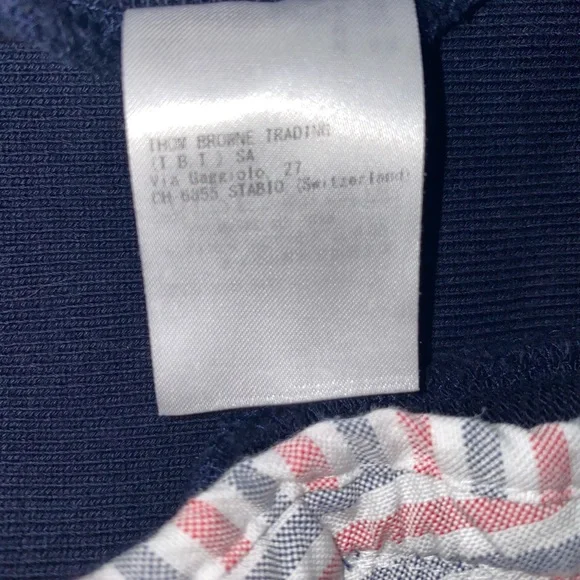 THOM BROWNE TRADING
(T.B.T.) SA
Via Gaggiolo, 27
CH-6855 STABIO (Switzerland)